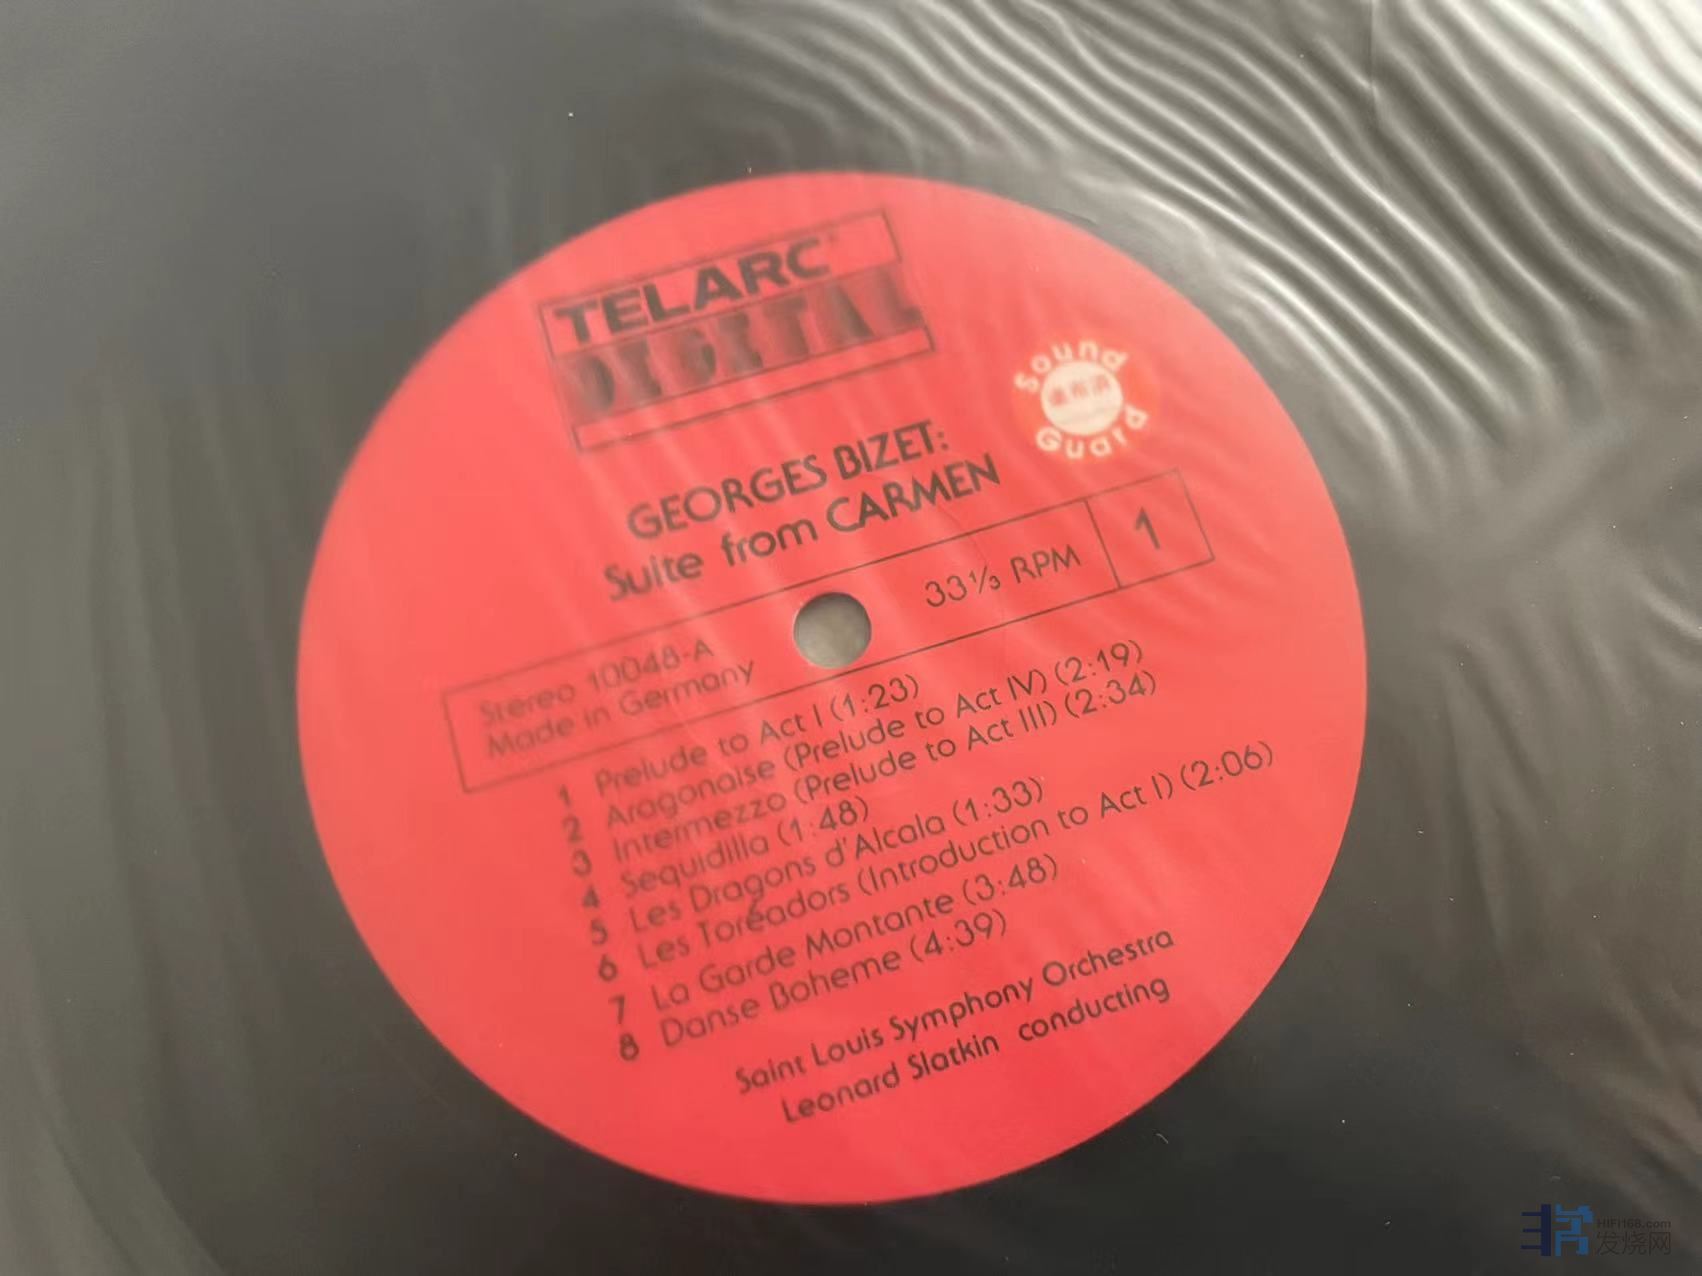 TELARC
DIGITAL
Sound
Guard
GEORGES BIZET:
Suite from CARMEN
33⅓ RPM
1
Stereo 10048-A
Made in Germany
1 Prelude to Act I (1:23)
2 Aragonaise (Prelude to Act IV) (2:19)
3 Intermezzo (Prelude to Act III) (2:34)
4 Sequidilla (1:48)
5 Les Dragons d'Alcala (1:33)
6 Les Toréadors (Introduction to Act I) (2:06)
7 La Garde Montante (3:48)
8 Danse Boheme (4:39)
Saint Louis Symphony Orchestra
Leonard Slatkin conducting
HIFI168.com
发烧网